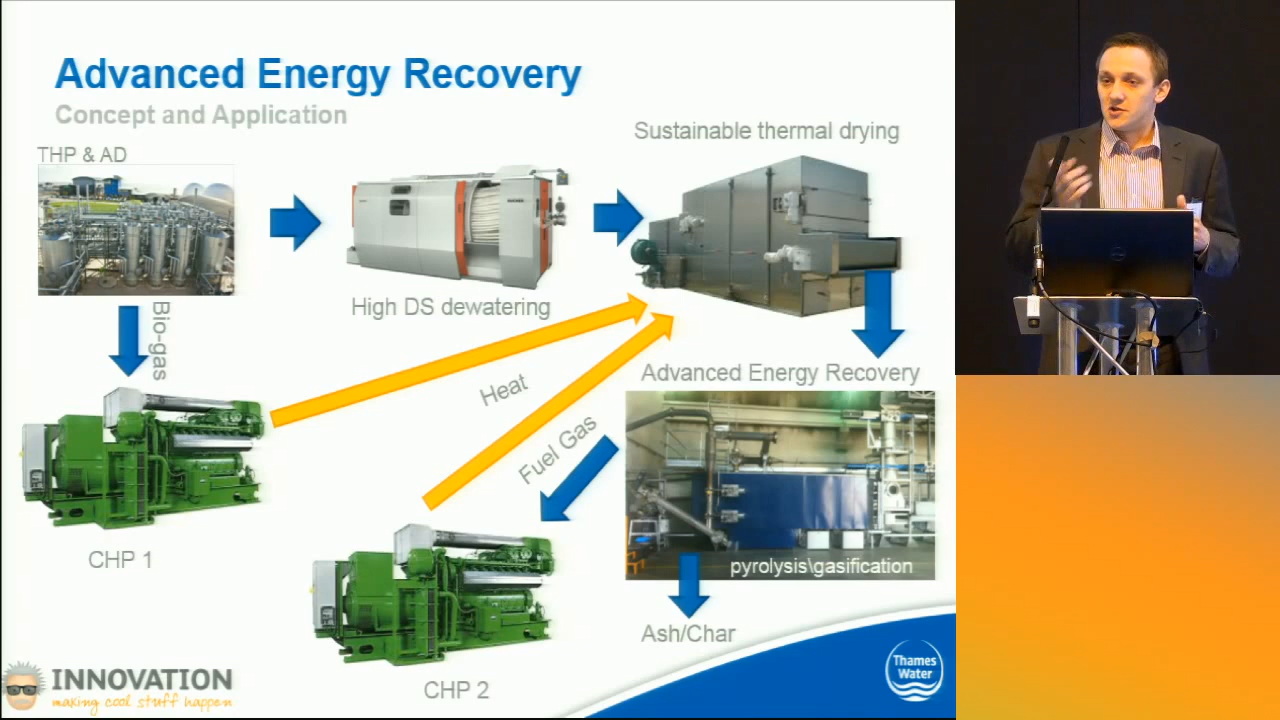 Advanced Energy Recovery
Concept and Application
THP & AD
Sustainable thermal drying
High DS dewatering
Bio-gas
Heat
Fuel Gas
Advanced Energy Recovery
pyrolysis\gasification
CHP 1
Ash/Char
CHP 2
INNOVATION
making cool stuff happen
Thames
Water